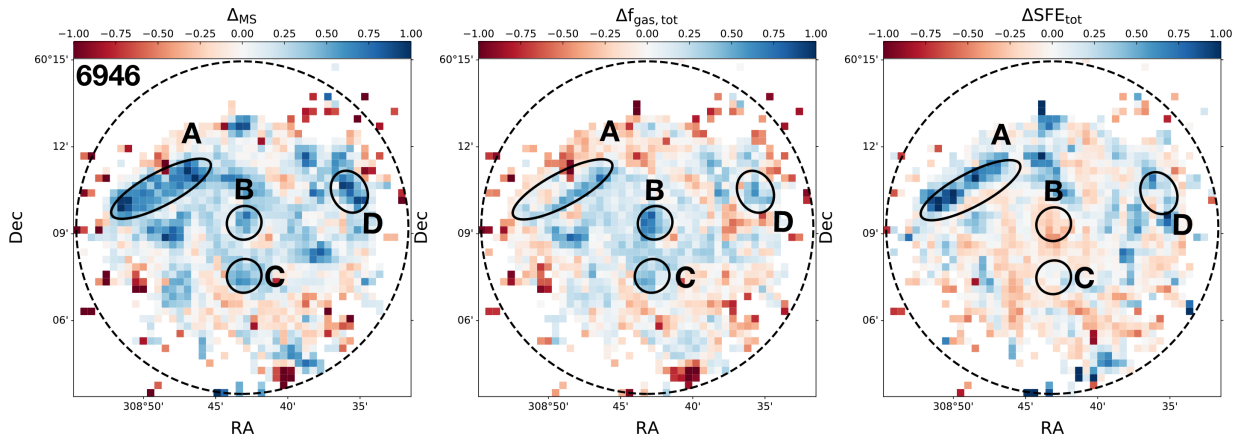 Δ_MS
−1.00 −0.75 −0.50 −0.25 0.00 0.25 0.50 0.75 1.00
60°15'
12'
09'
06'
Dec
6946
A
B
C
D
308°50' 45' 40' 35'
RA
Δf_gas, tot
−1.00 −0.75 −0.50 −0.25 0.00 0.25 0.50 0.75 1.00
60°15'
12'
09'
06'
Dec
A
B
C
D
308°50' 45' 40' 35'
RA
ΔSFE_tot
−1.00 −0.75 −0.50 −0.25 0.00 0.25 0.50 0.75 1.00
60°15'
12'
09'
06'
Dec
A
B
C
D
308°50' 45' 40' 35'
RA